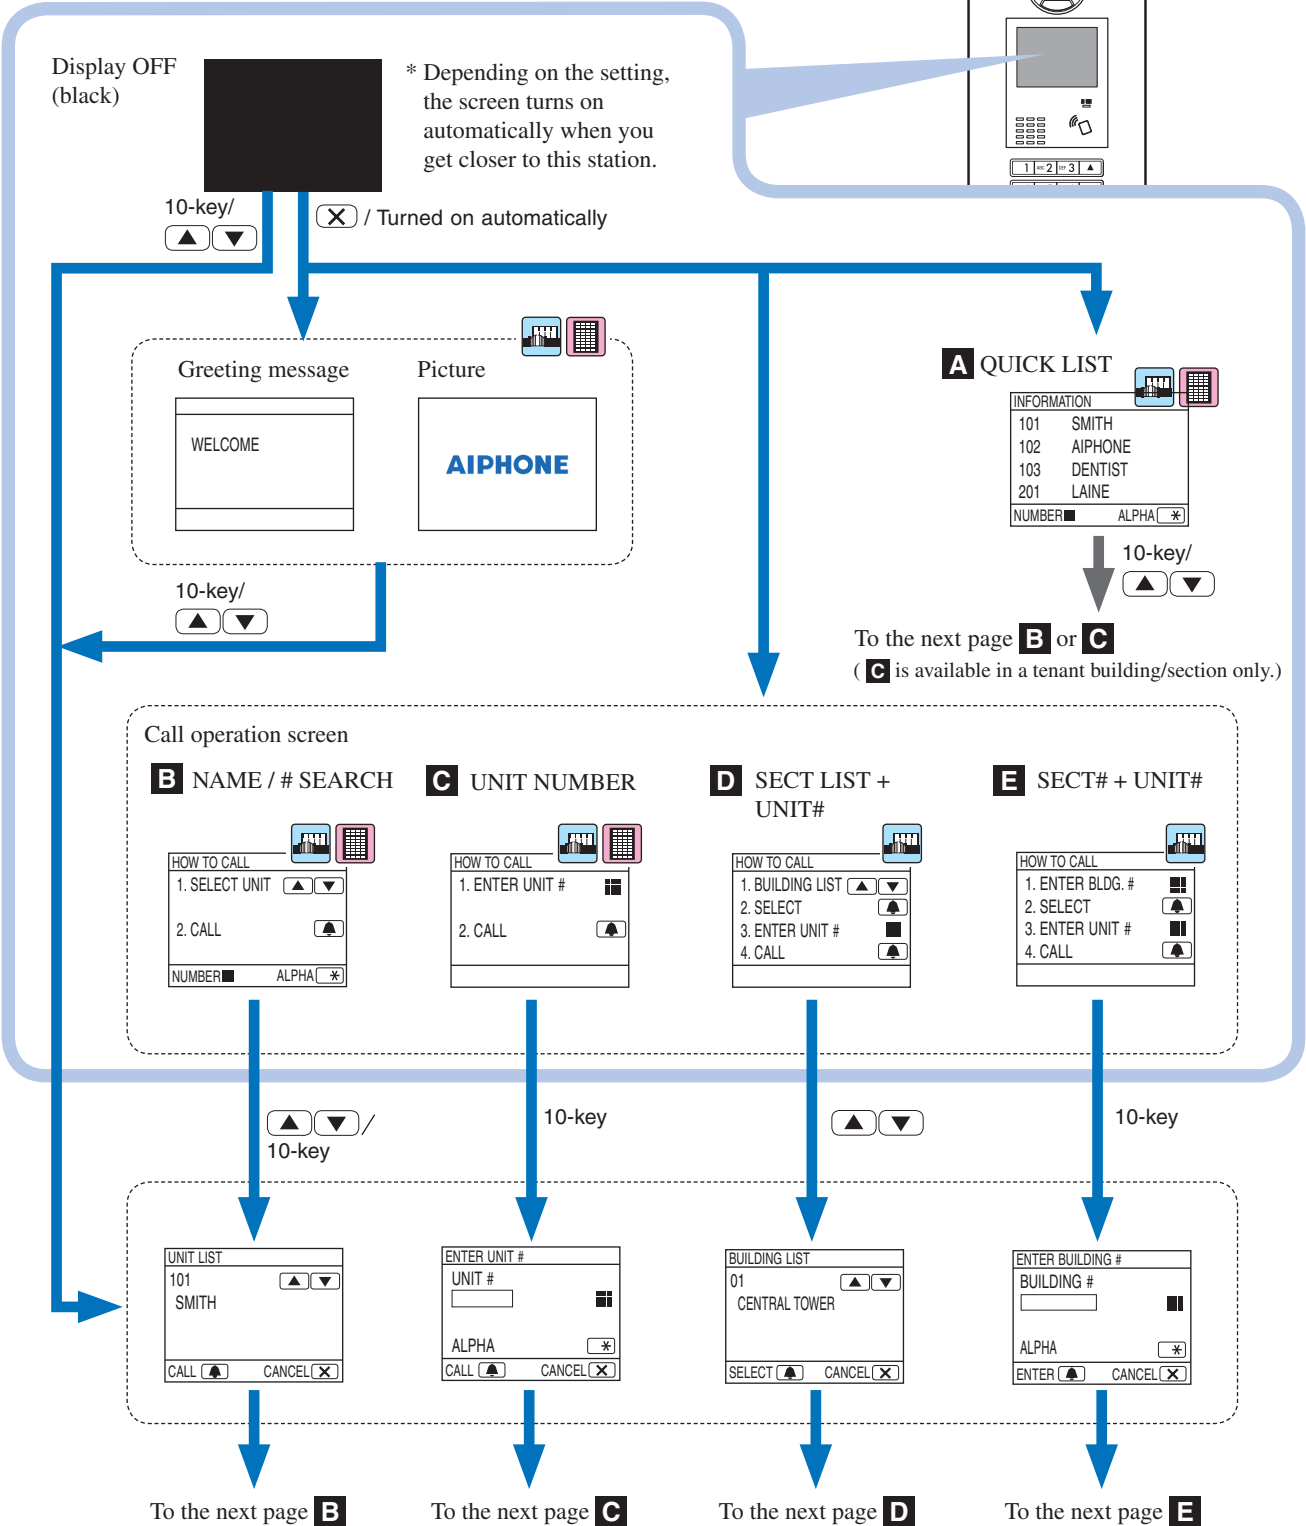 Display OFF
(black)
* Depending on the setting,
the screen turns on
automatically when you
get closer to this station.
1 ABC 2 DEF 3 ▲
10-key/
▲ ▼
X / Turned on automatically
Greeting message
WELCOME
Picture
AIPHONE
A QUICK LIST
INFORMATION
101 SMITH
102 AIPHONE
103 DENTIST
201 LAINE
NUMBER■ ALPHA *
10-key/
▲ ▼
10-key/
▲ ▼
To the next page B or C
( C is available in a tenant building/section only.)
Call operation screen
B NAME / # SEARCH
HOW TO CALL
1. SELECT UNIT ▲ ▼
2. CALL
NUMBER■ ALPHA *
C UNIT NUMBER
HOW TO CALL
1. ENTER UNIT #
2. CALL
D SECT LIST +
UNIT#
HOW TO CALL
1. BUILDING LIST ▲ ▼
2. SELECT
3. ENTER UNIT #
4. CALL
E SECT# + UNIT#
HOW TO CALL
1. ENTER BLDG. #
2. SELECT
3. ENTER UNIT #
4. CALL
▲ ▼ /
10-key
10-key
▲ ▼
10-key
UNIT LIST
101 ▲ ▼
SMITH
CALL CANCEL X
ENTER UNIT #
UNIT #
ALPHA *
CALL CANCEL X
BUILDING LIST
01 ▲ ▼
CENTRAL TOWER
SELECT CANCEL X
ENTER BUILDING #
BUILDING #
ALPHA *
ENTER CANCEL X
To the next page B
To the next page C
To the next page D
To the next page E